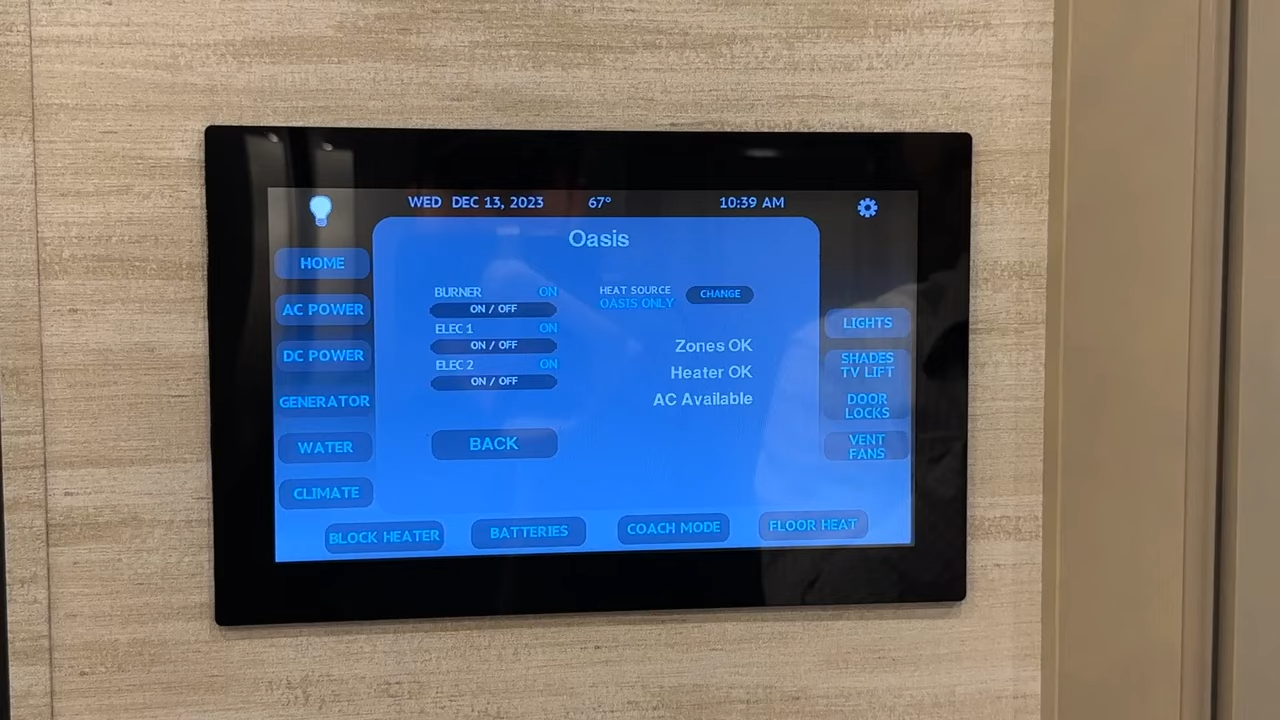 WED DEC 13, 2023 67° 10:39 AM
Oasis
HOME
AC POWER
DC POWER
GENERATOR
WATER
CLIMATE
BURNER ON
ON / OFF
ELEC 1 ON
ON / OFF
ELEC 2 ON
ON / OFF
BACK
HEAT SOURCE
OASIS ONLY
CHANGE
Zones OK
Heater OK
AC Available
LIGHTS
SHADES
TV LIFT
DOOR
LOCKS
VENT
FANS
BLOCK HEATER
BATTERIES
COACH MODE
FLOOR HEAT